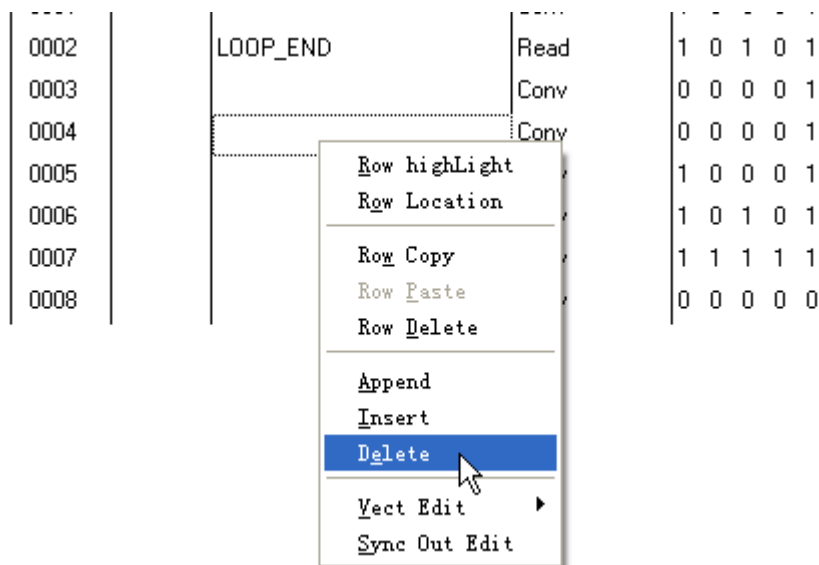 0002 LOOP_END Read 1 0 1 0 1
0003 Conv 0 0 0 0 1
0004 Conv 0 0 0 0 1
0005 1 0 0 0 1
0006 1 0 1 0 1
0007 1 1 1 1 1
0008 0 0 0 0 0
Row highLight
Row Location
Row Copy
Row Paste
Row Delete
Append
Insert
Delete
Vect Edit
Sync Out Edit